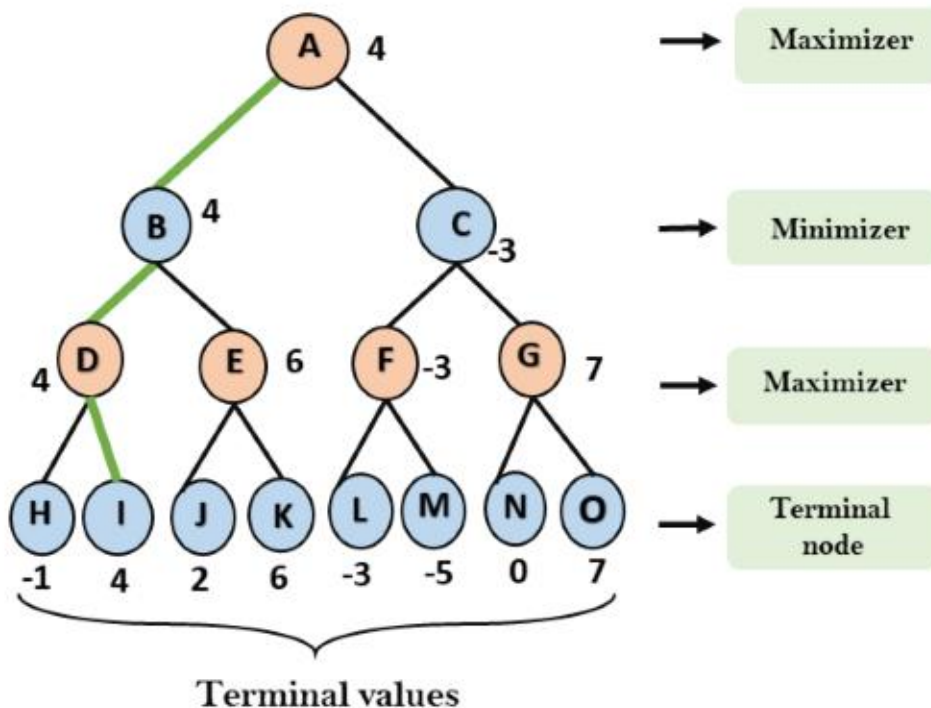 A 4 Maximizer
B 4 C -3 Minimizer
4 D E 6 F -3 G 7 Maximizer
H I J K L M N O Terminal
node
-1 4 2 6 -3 -5 0 7
Terminal values